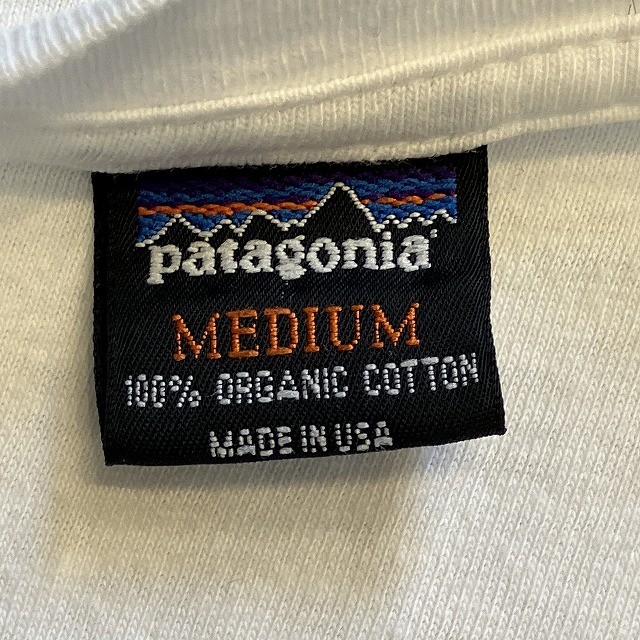 patagonia
MEDIUM
100% ORGANIC COTTON
MADE IN USA